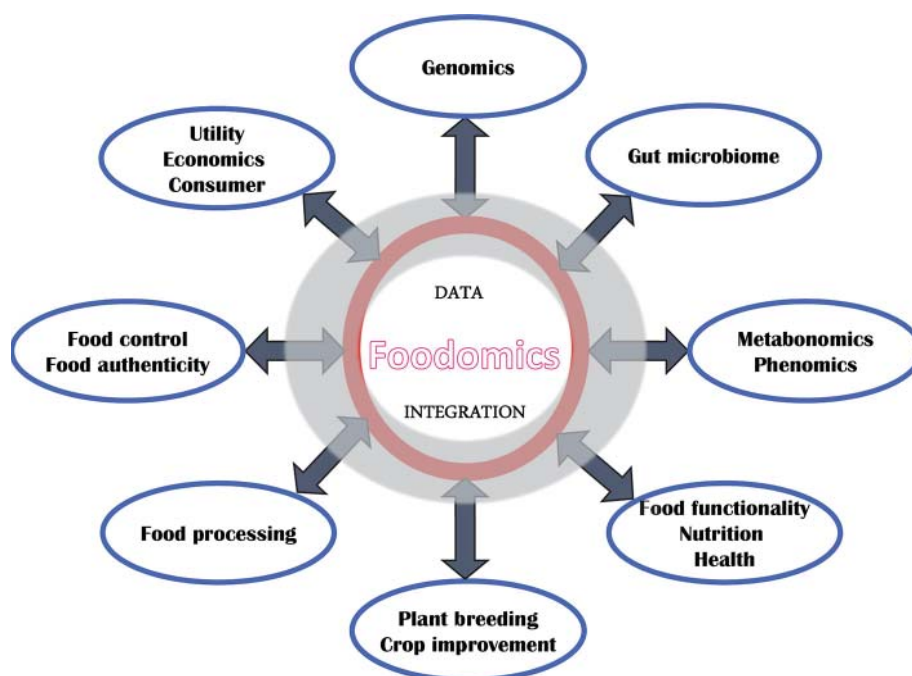 Genomics
Utility
Economics
Consumer
Gut microbiome
DATA
Foodomics
INTEGRATION
Food control
Food authenticity
Metabonomics
Phenomics
Food processing
Food functionality
Nutrition
Health
Plant breeding
Crop improvement